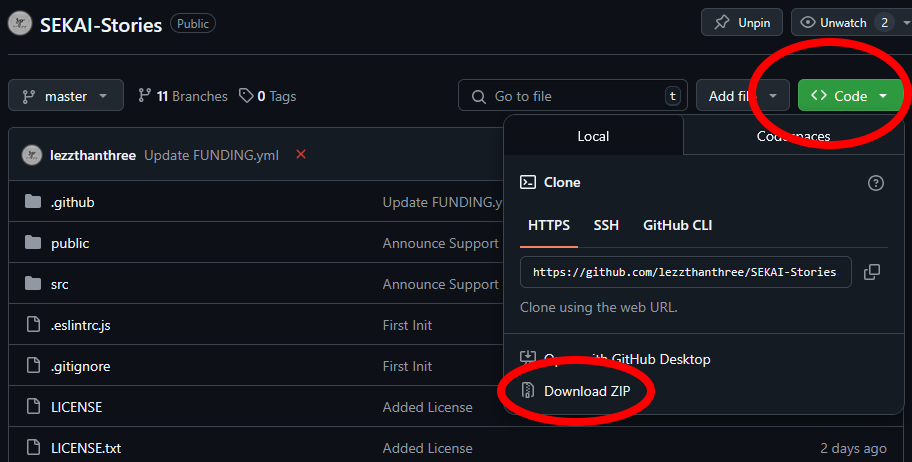 SEKAI-Stories Public Unpin Unwatch 2
master 11 Branches 0 Tags Go to file t Add Code
Local Codespaces
lezzthanthree Update FUNDING.yml
Clone
.github Update FUNDING.y
HTTPS SSH GitHub CLI
public Announce Support
https://github.com/lezzthanthree/SEKAI-Stories
src Announce Support
Clone using the web URL.
.eslintrc.js First Init
Open with GitHub Desktop
.gitignore First Init
Download ZIP
LICENSE Added License
LICENSE.txt Added License 2 days ago